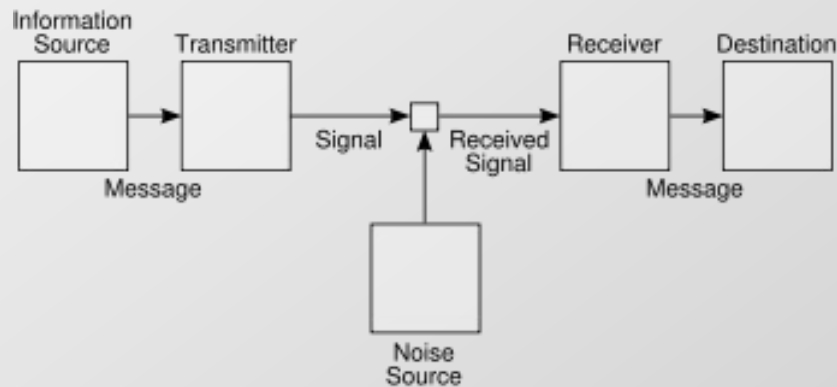 Information
Source
Transmitter
Receiver
Destination
Signal
Received
Signal
Message
Message
Noise
Source